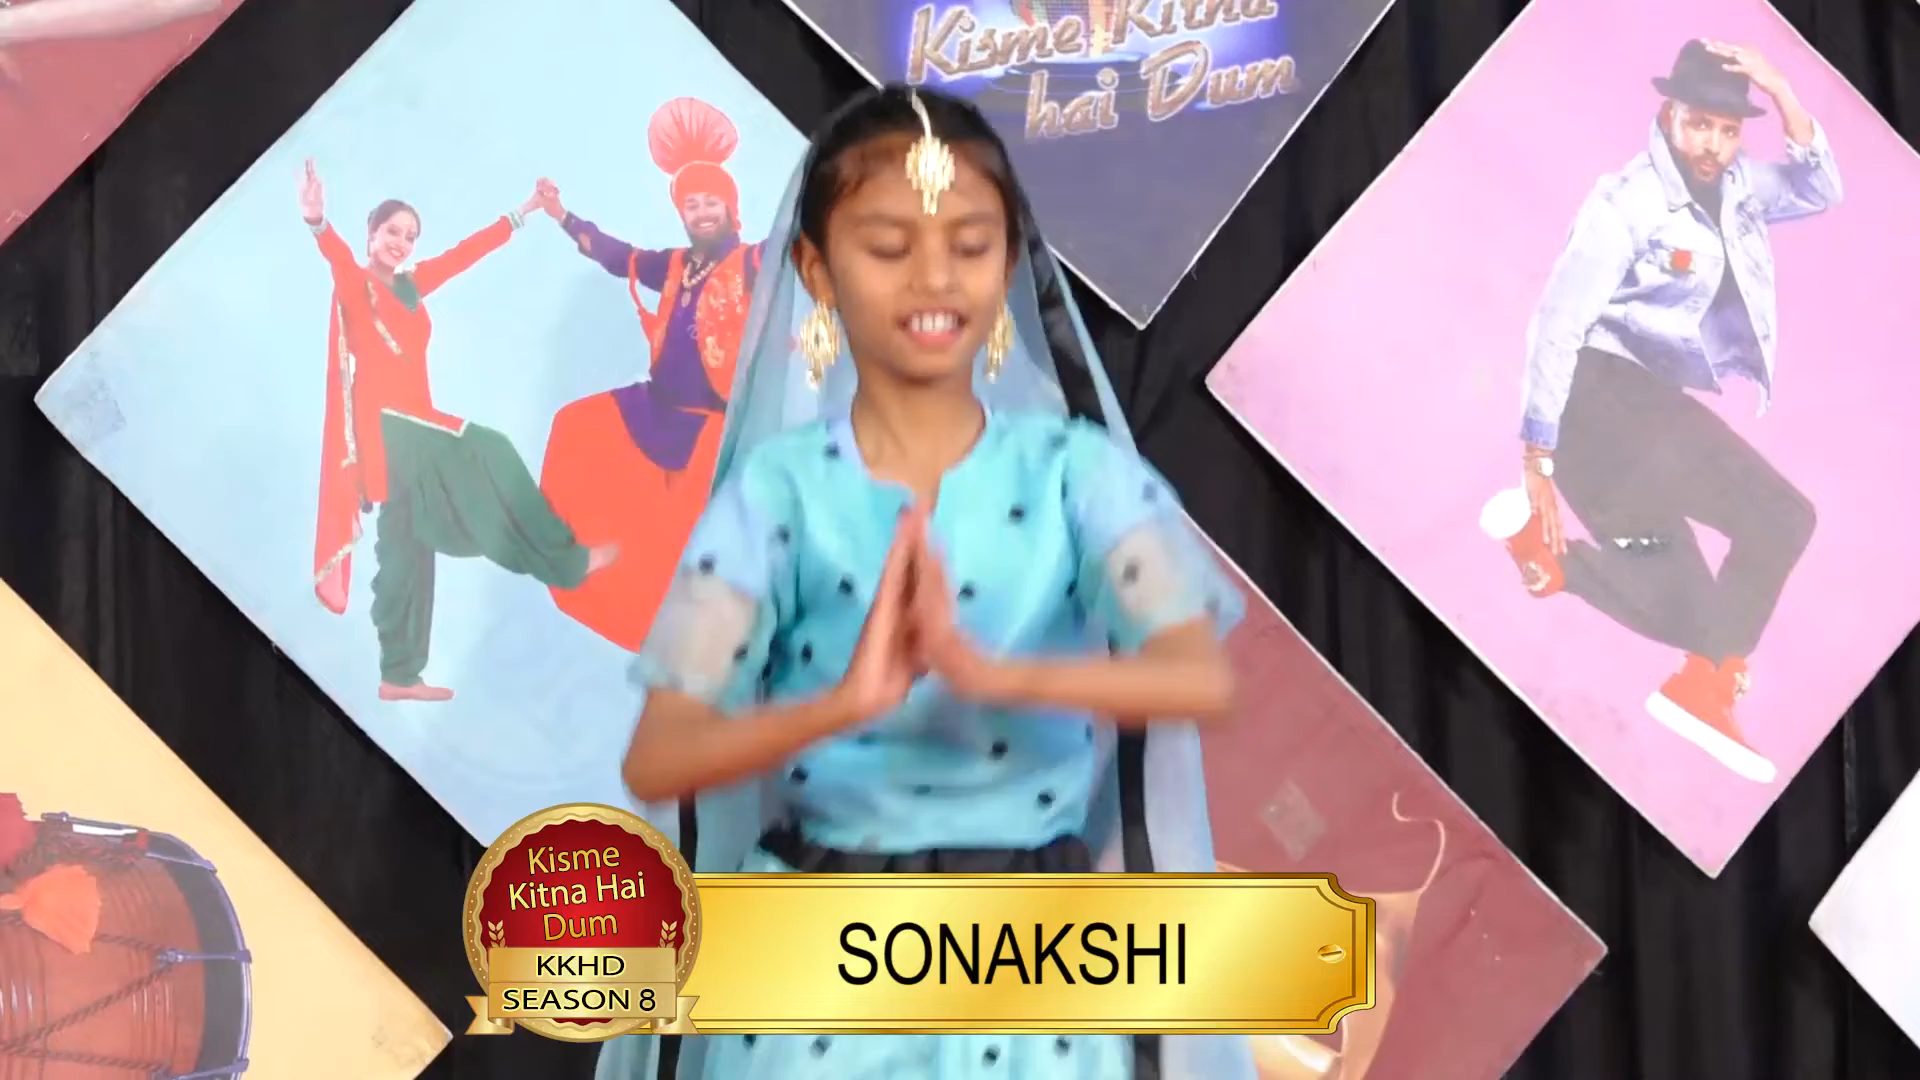 Kisme Kitna
hai Dum
Kisme
Kitna Hai
Dum
KKHD
SEASON 8
SONAKSHI